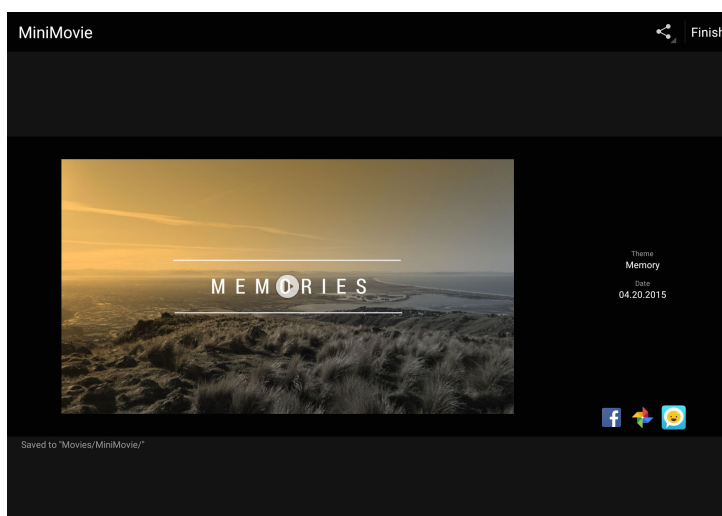 MiniMovie
Finish
MEMORIES
Theme
Memory
Date
04.20.2015
Saved to "Movies/MiniMovie/"